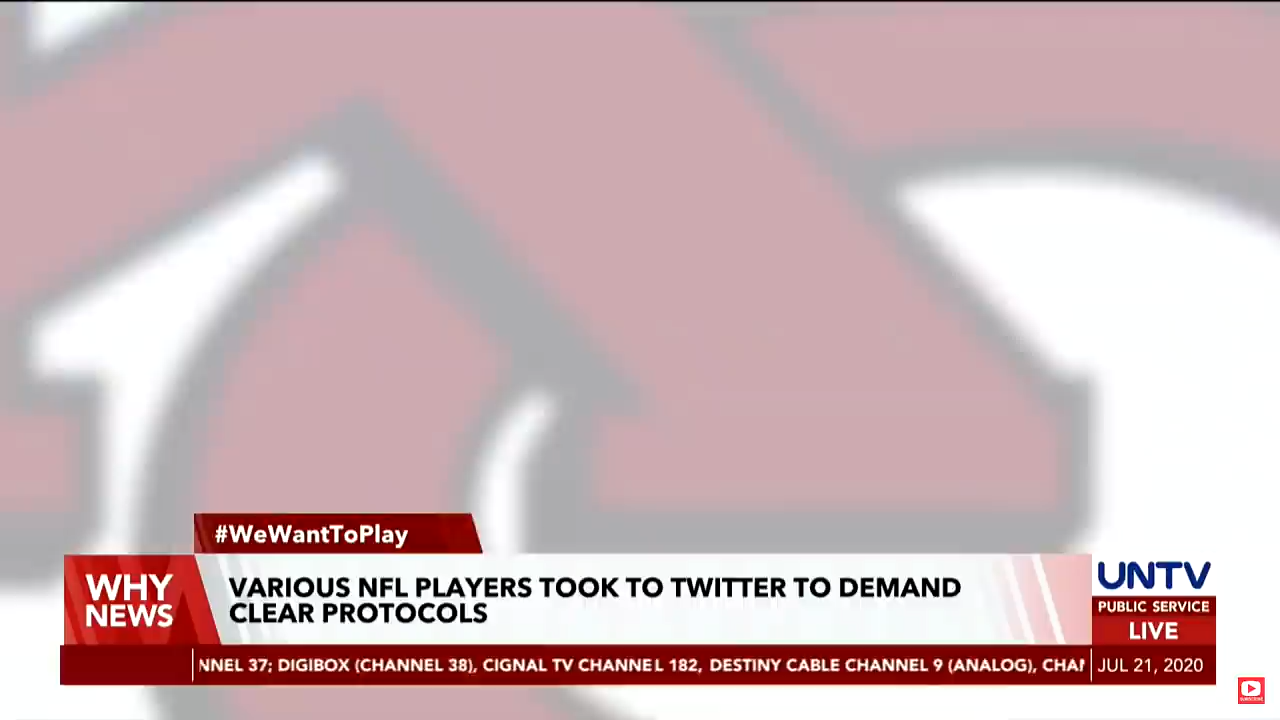 #WeWantToPlay
WHY
NEWS
VARIOUS NFL PLAYERS TOOK TO TWITTER TO DEMAND
CLEAR PROTOCOLS
UNTV
PUBLIC SERVICE
LIVE
NNEL 37; DIGIBOX (CHANNEL 38), CIGNAL TV CHANNEL 182, DESTINY CABLE CHANNEL 9 (ANALOG), CHA
JUL 21, 2020
SUBSCRIBE